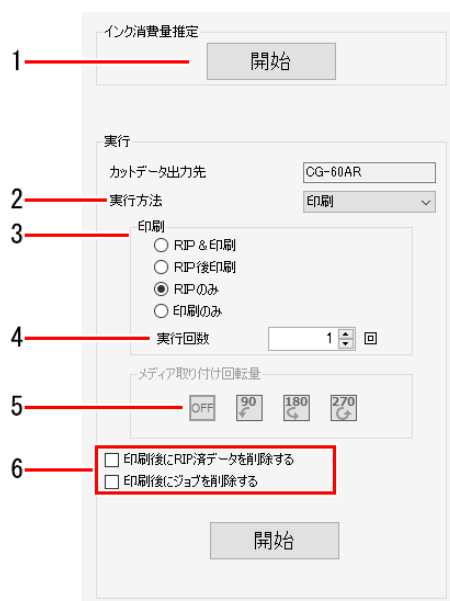 インク消費量推定
1
開始
実行
カットデータ出力先 CG-60AR
2 実行方法 印刷
3 印刷
RIP & 印刷
RIP後印刷
RIPのみ
印刷のみ
4 実行回数 1 回
メディア取り付け回転量
5 OFF 90 180 270
6 印刷後にRIP済データを削除する
印刷後にジョブを削除する
開始